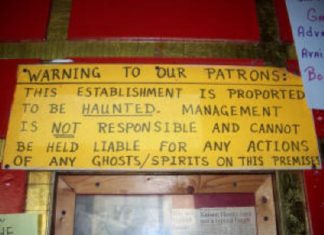 WARNING TO OUR PATRONS:
THIS ESTABLISHMENT IS PROPORTED
TO BE HAUNTED. MANAGEMENT
IS NOT RESPONSIBLE AND CANNOT
BE HELD LIABLE FOR ANY ACTIONS
OF ANY GHOSTS/SPIRITS ON THIS PREMISES